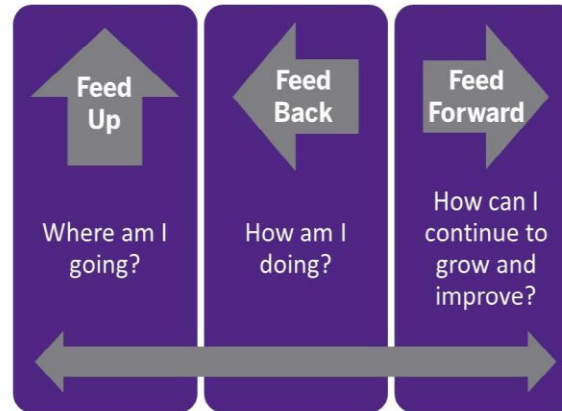 Feed
Up
Where am I
going?
Feed
Back
How am I
doing?
Feed
Forward
How can I
continue to
grow and
improve?